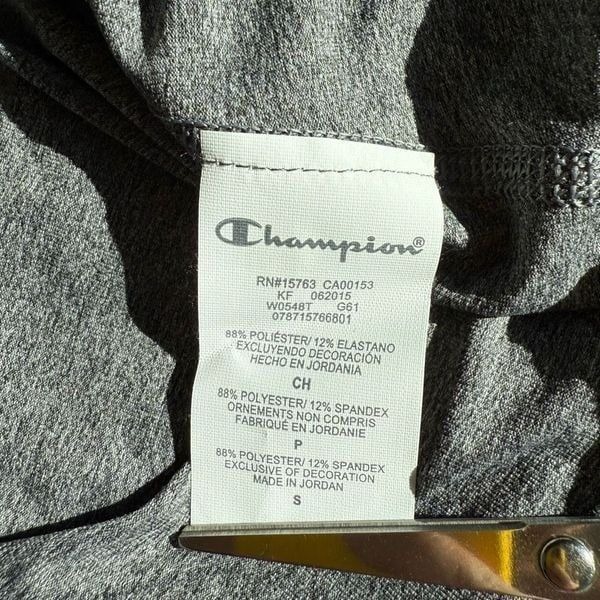 Champion®
RN#15763 CA00153
KF 062015
W0548T G61
078715766801
88% POLIÉSTER/ 12% ELASTANO
EXCLUYENDO DECORACIÓN
HECHO EN JORDANIA
CH
88% POLYESTER/ 12% SPANDEX
ORNEMENTS NON COMPRIS
FABRIQUÉ EN JORDANIE
P
88% POLYESTER/ 12% SPANDEX
EXCLUSIVE OF DECORATION
MADE IN JORDAN
S